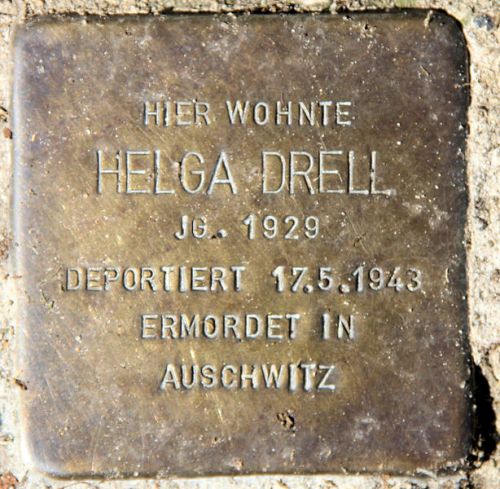 HIER WOHNTE
HELGA DRELL
JG. 1929
DEPORTIERT 17.5.1943
ERMORDET IN
AUSCHWITZ